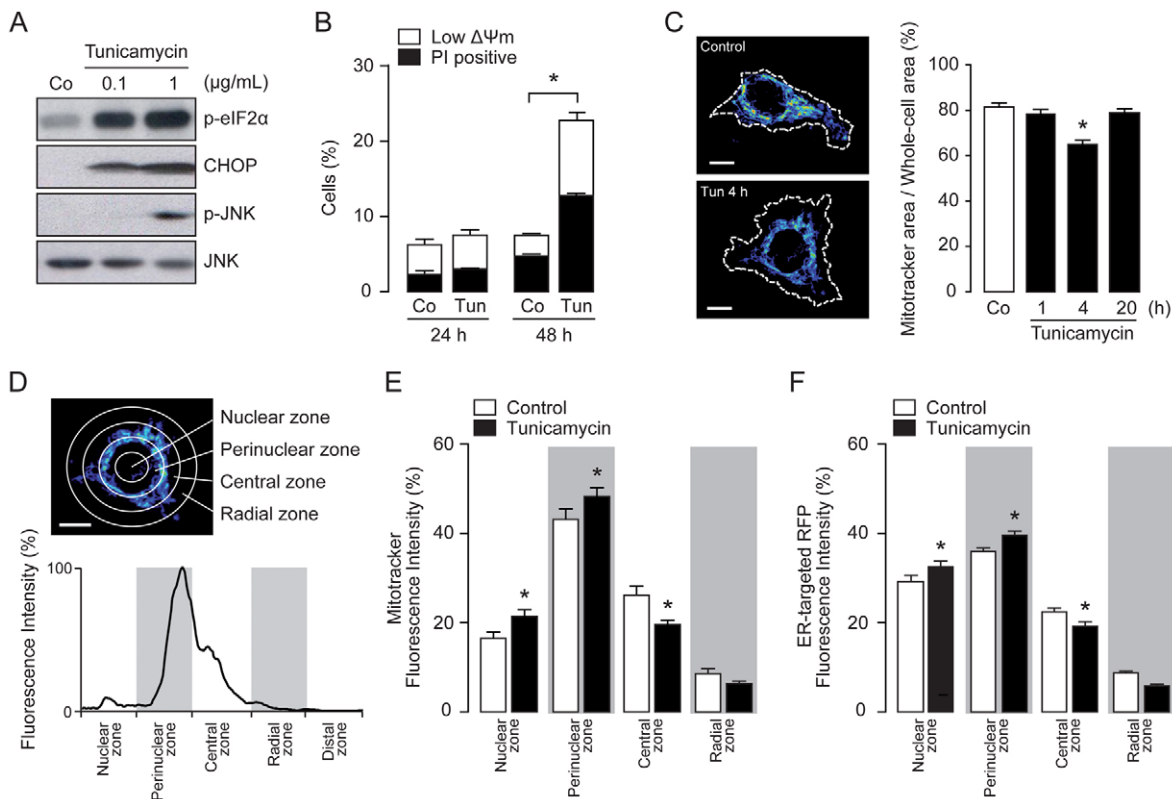 A
Tunicamycin
Co 0.1 1 (µg/mL)
p-eIF2α
CHOP
p-JNK
JNK
B
Low ΔΨm
PI positive
*
Cells (%)
30
20
10
0
Co Tun Co Tun
24 h 48 h
C
Control
Tun 4 h
Mitotracker area / Whole-cell area (%)
100
80
60
40
20
0
*
Co 1 4 20 (h)
Tunicamycin
D
Nuclear zone
Perinuclear zone
Central zone
Radial zone
Fluorescence Intensity (%)
100
0
Nuclear zone
Perinuclear zone
Central zone
Radial zone
Distal zone
E
Control
Tunicamycin
Mitotracker
Fluorescence Intensity (%)
60
40
20
0
*
*
*
Nuclear zone
Perinuclear zone
Central zone
Radial zone
F
Control
Tunicamycin
ER-targeted RFP
Fluorescence Intensity (%)
60
40
20
0
*
*
*
Nuclear zone
Perinuclear zone
Central zone
Radial zone